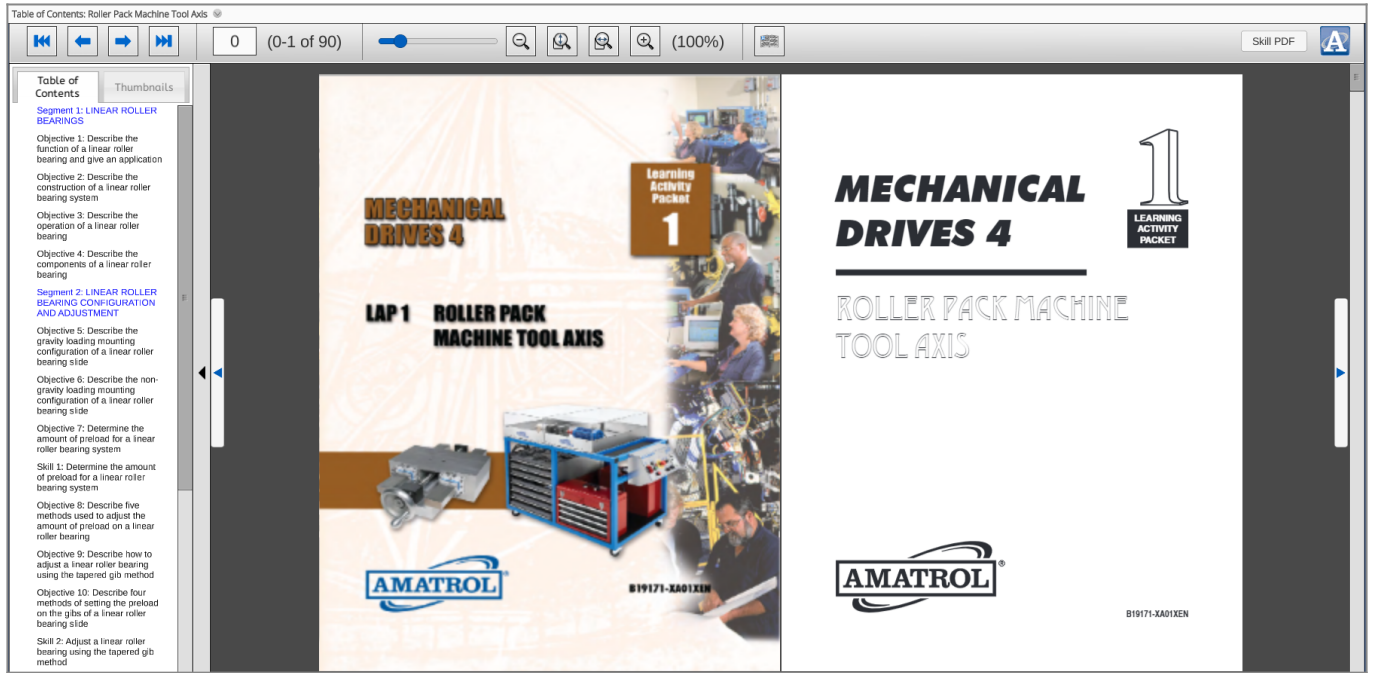 Table of Contents: Roller Pack Machine Tool Axis
0
(0-1 of 90)
(100%)
Skill PDF
A
Table of
Contents
Thumbnails
Segment 1: LINEAR ROLLER
BEARINGS
Objective 1: Describe the
function of a linear roller
bearing and give an application
Objective 2: Describe the
construction of a linear roller
bearing system
Objective 3: Describe the
operation of a linear roller
bearing
Objective 4: Describe the
components of a linear roller
bearing
Segment 2: LINEAR ROLLER
BEARING CONFIGURATION
AND ADJUSTMENT
Objective 5: Describe the
gravity loading mounting
configuration of a linear roller
bearing slide
Objective 6: Describe the non-
gravity loading mounting
configuration of a linear roller
bearing slide
Objective 7: Determine the
amount of preload for a linear
roller bearing system
Skill 1: Determine the amount
of preload for a linear roller
bearing system
Objective 8: Describe five
methods used to adjust the
amount of preload on a linear
roller bearing
Objective 9: Describe how to
adjust a linear roller bearing
using the tapered gib method
Objective 10: Describe four
methods of setting the preload
on the gibs of a linear roller
bearing slide
Skill 2: Adjust a linear roller
bearing using the tapered gib
method
Learning
Activity
Packet
1
MECHANICAL
DRIVES 4
LAP 1 ROLLER PACK
MACHINE TOOL AXIS
AMATROL®
B19171-XA01XEN
1
LEARNING
ACTIVITY
PACKET
MECHANICAL
DRIVES 4
ROLLER PACK MACHINE
TOOL AXIS
AMATROL®
B19171-XA01XEN